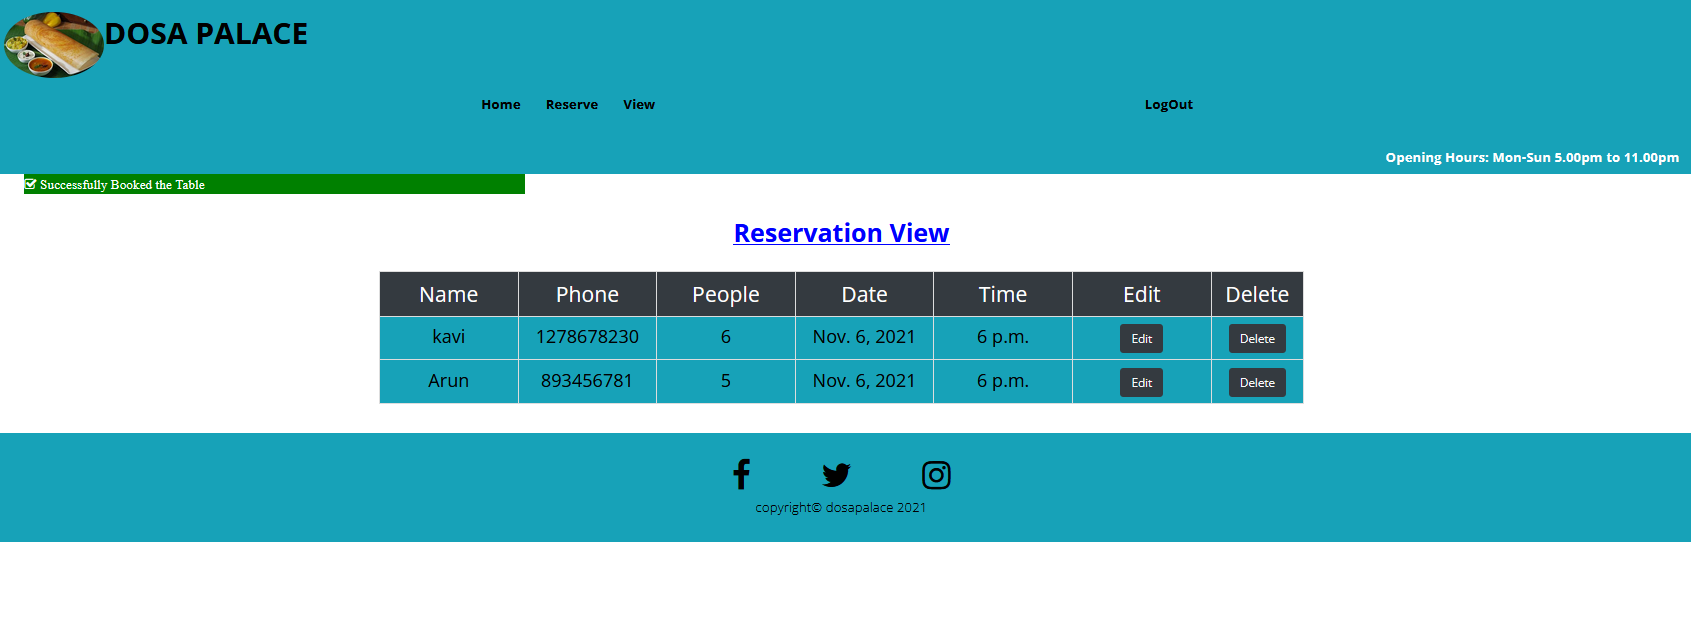 DOSA PALACE
Home Reserve View LogOut
Opening Hours: Mon-Sun 5.00pm to 11.00pm
Successfully Booked the Table
Reservation View
Name Phone People Date Time Edit Delete
kavi 1278678230 6 Nov. 6, 2021 6 p.m. Edit Delete
Arun 893456781 5 Nov. 6, 2021 6 p.m. Edit Delete
copyright© dosapalace 2021